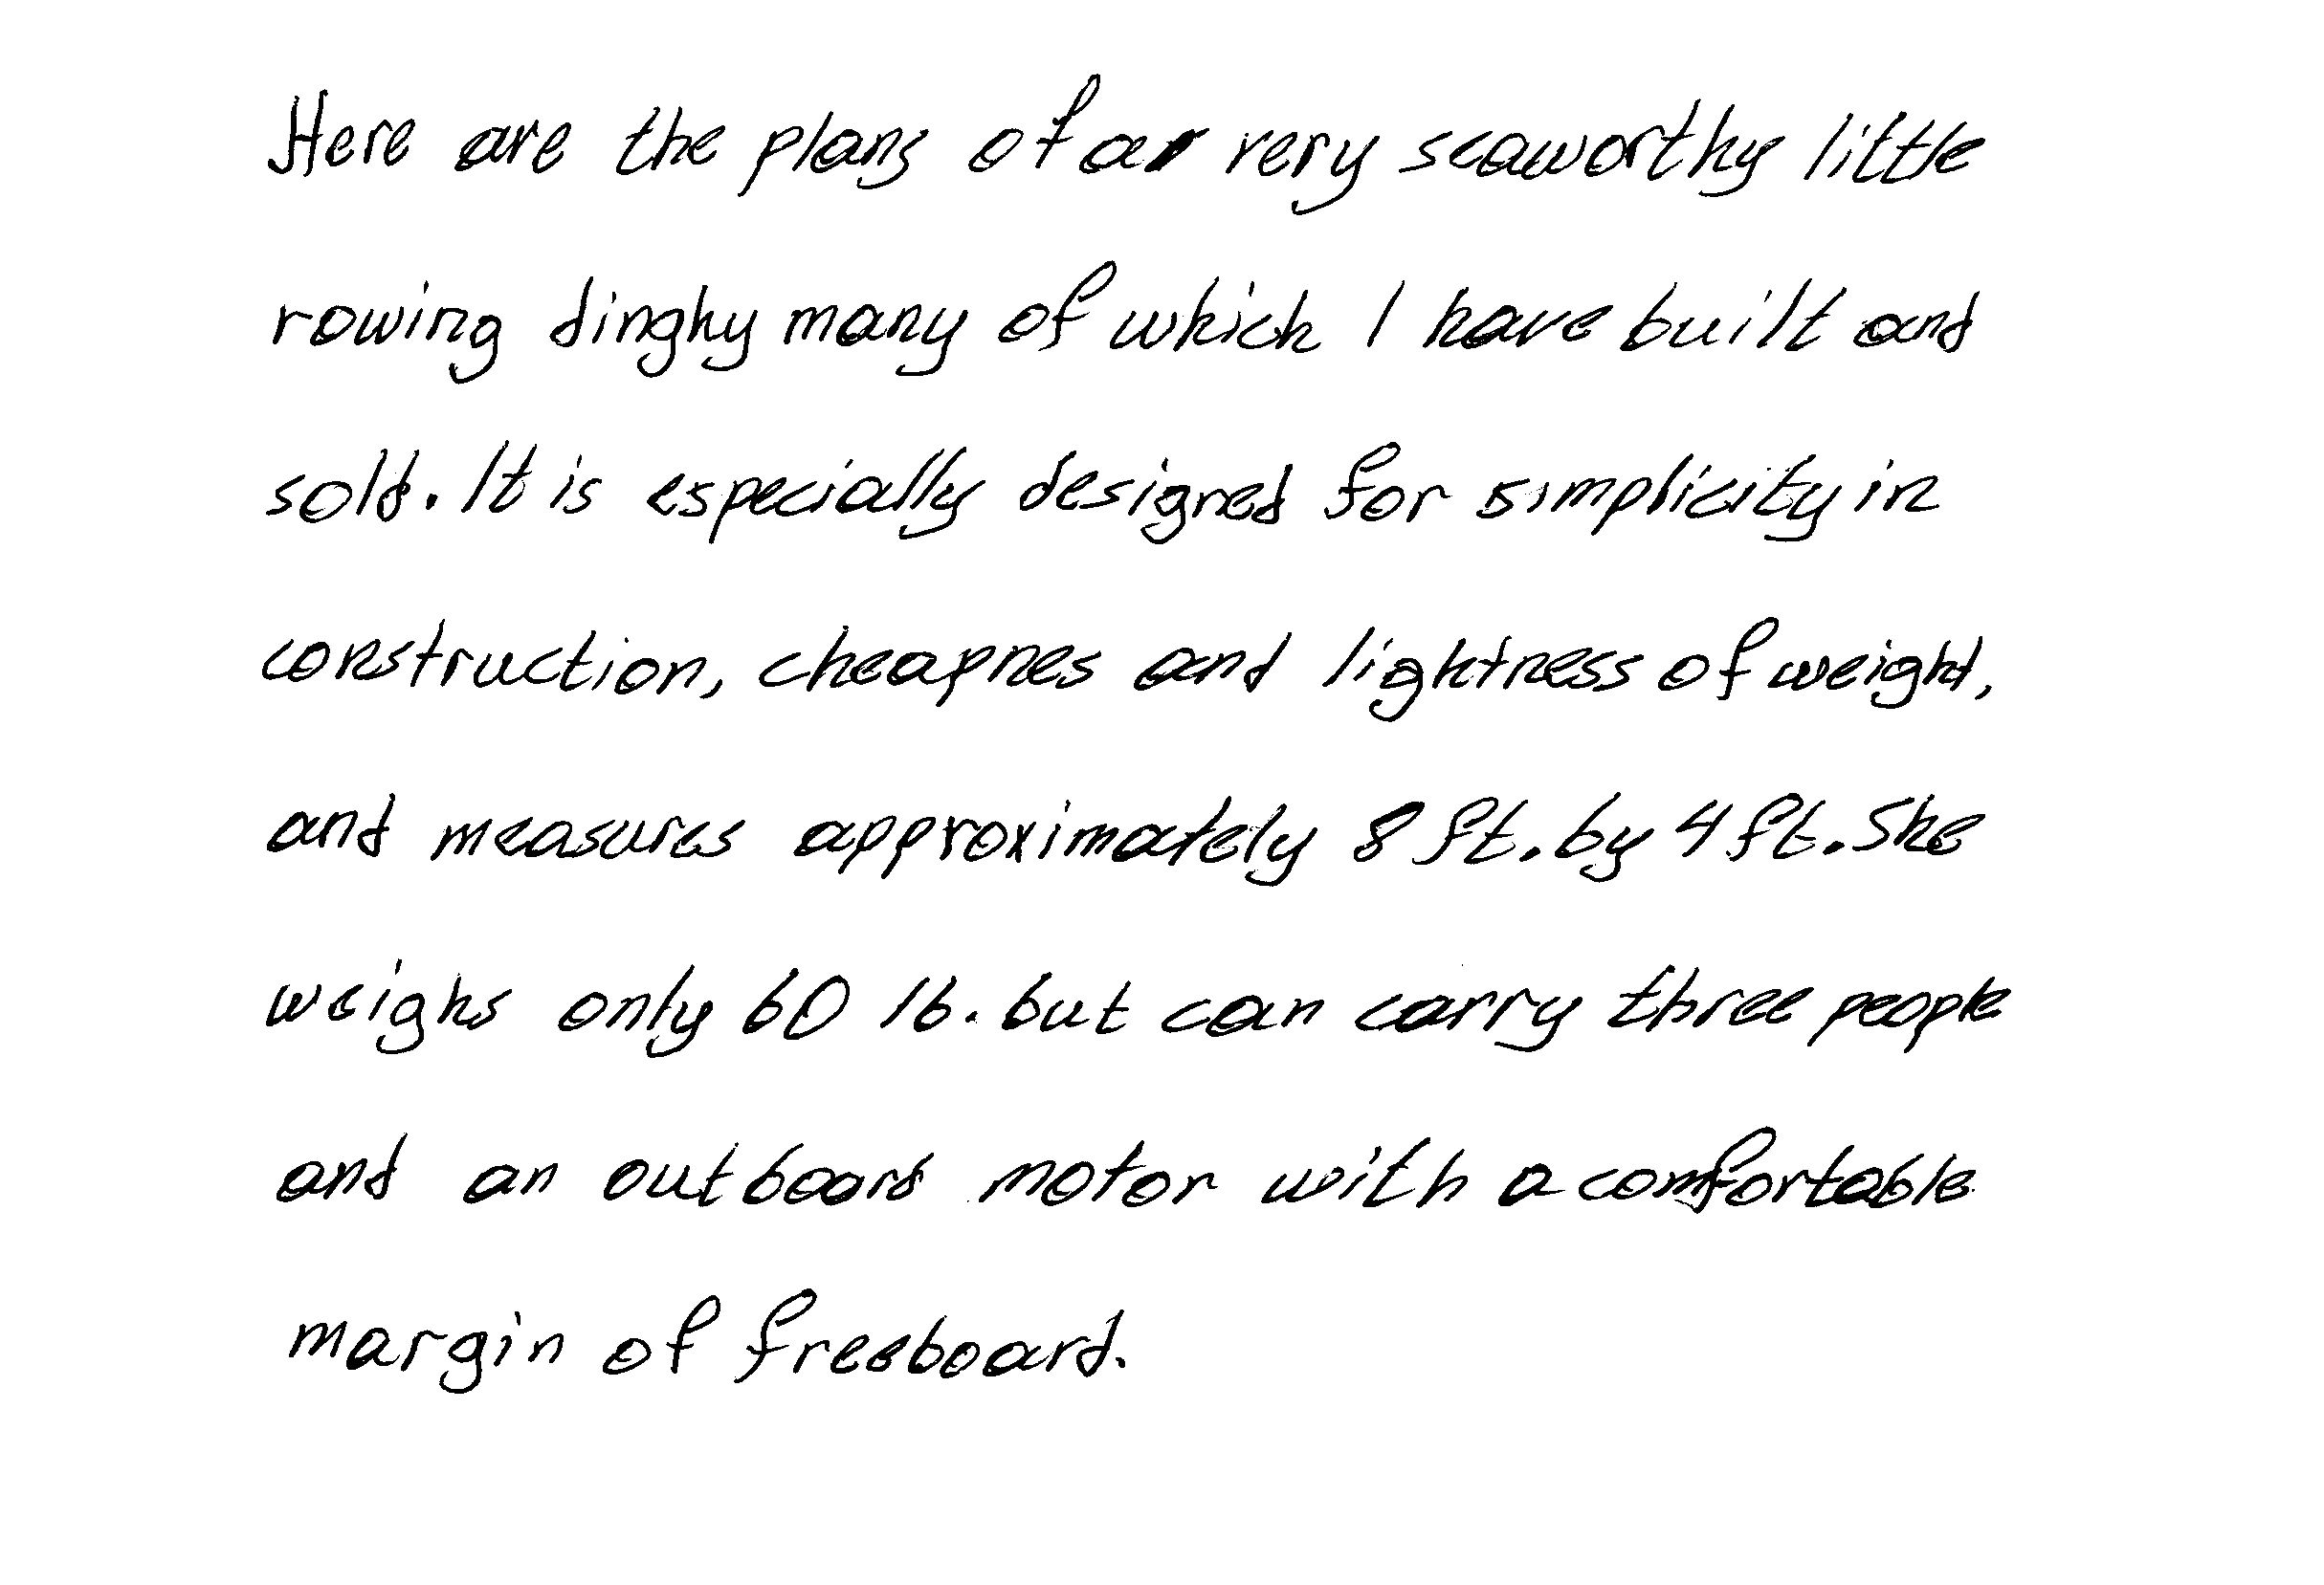 Here are the plans of a very seaworthy little
rowing dinghy many of which I have built and
sold. It is especially designed for simplicity in
construction, cheapnes and lightness of weight,
and measures approximately 8 ft. by 4 ft. She
weighs only 60 lb. but can carry three people
and an outboard motor with a comfortable
margin of freeboard.